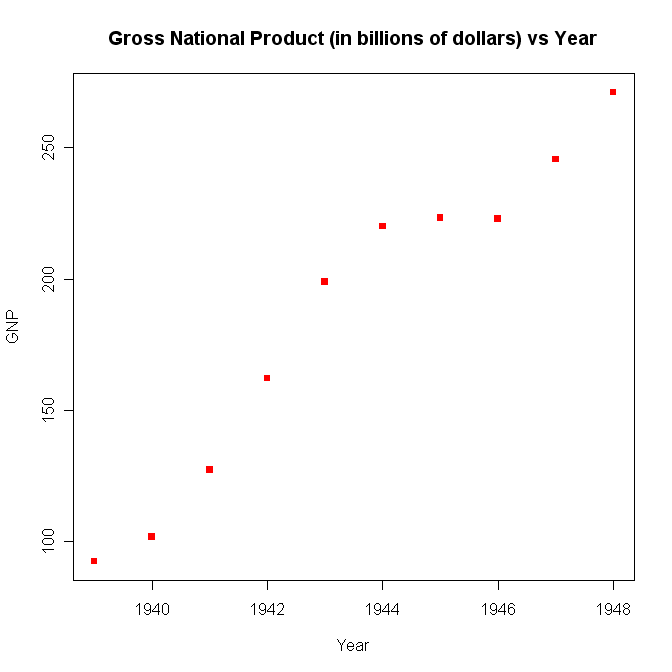 Gross National Product (in billions of dollars) vs Year
250
200
150
100
GNP
1940 1942 1944 1946 1948
Year